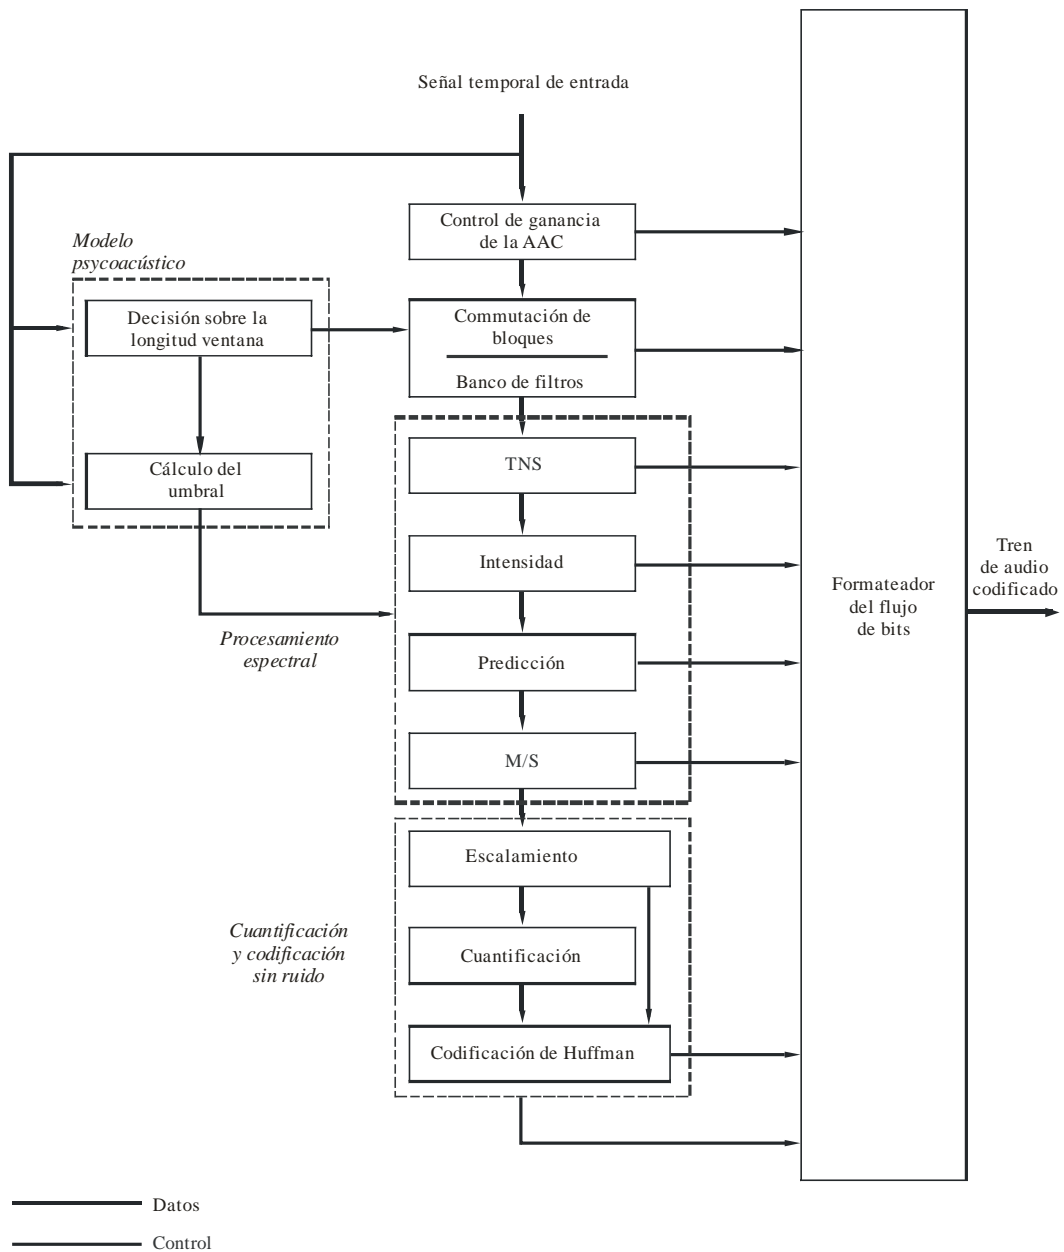 Señal temporal de entrada
Control de ganancia
de la AAC
Modelo
psycoacústico
Decisión sobre la
longitud ventana
Commutación de
bloques
Banco de filtros
Cálculo del
umbral
TNS
Intensidad
Procesamiento
espectral
Predicción
M/S
Formateador
del flujo
de bits
Tren
de audio
codificado
Escalamiento
Cuantificación
y codificación
sin ruido
Cuantificación
Codificación de Huffman
Datos
Control